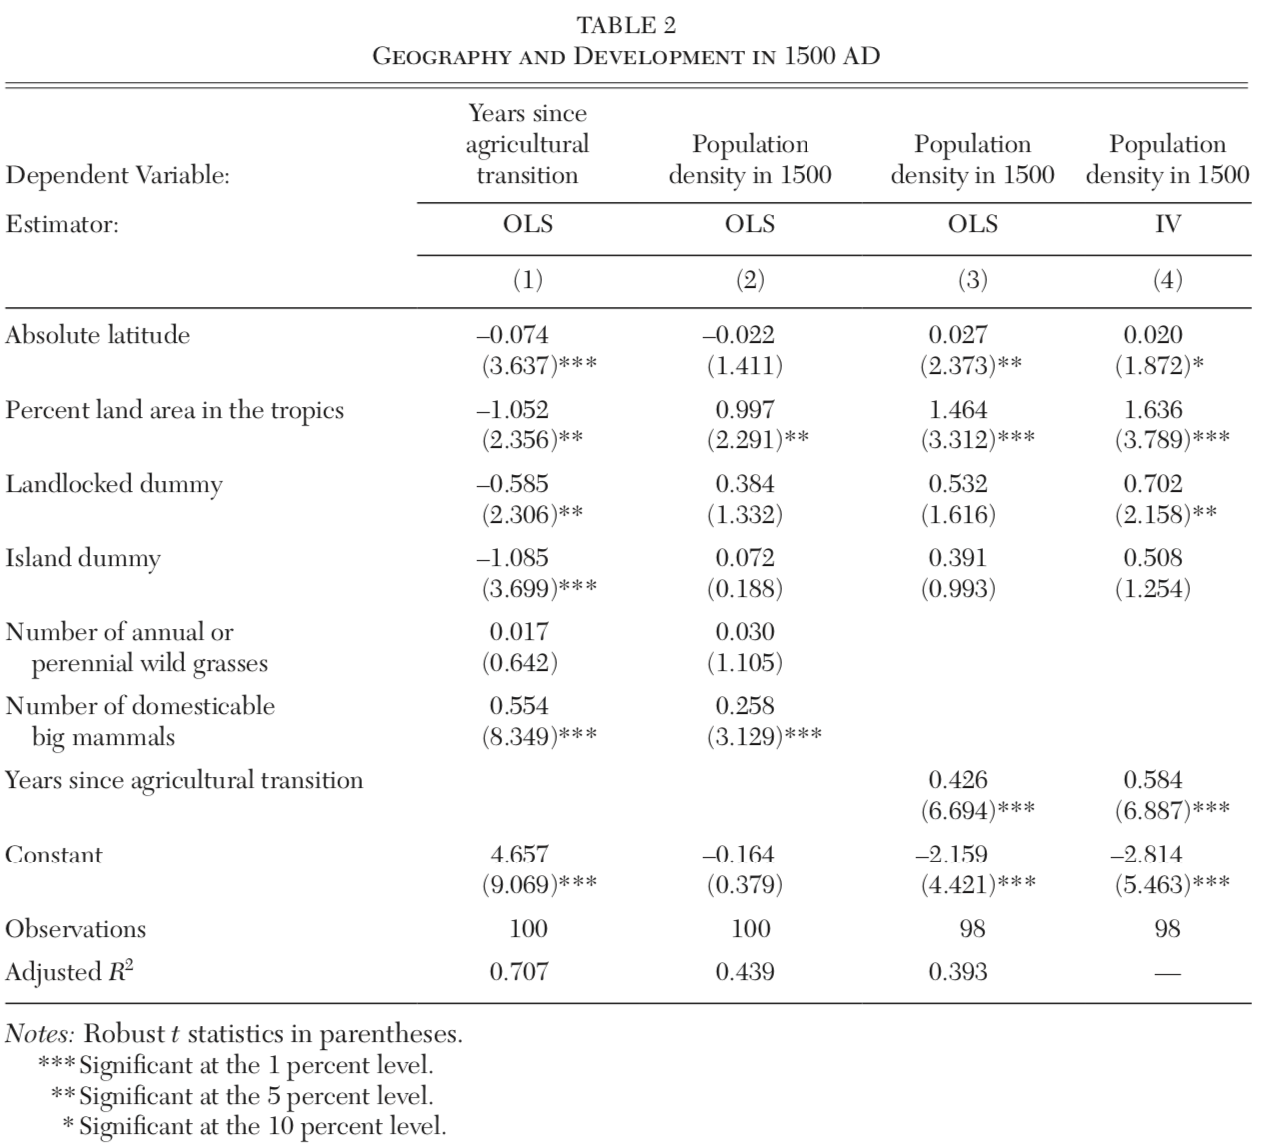 TABLE 2
Geography and Development in 1500 AD
Dependent Variable: Years since agricultural transition Population density in 1500 Population density in 1500 Population density in 1500
Estimator: OLS OLS OLS IV
(1) (2) (3) (4)
Absolute latitude –0.074 –0.022 0.027 0.020
(3.637)*** (1.411) (2.373)** (1.872)*
Percent land area in the tropics –1.052 0.997 1.464 1.636
(2.356)** (2.291)** (3.312)*** (3.789)***
Landlocked dummy –0.585 0.384 0.532 0.702
(2.306)** (1.332) (1.616) (2.158)**
Island dummy –1.085 0.072 0.391 0.508
(3.699)*** (0.188) (0.993) (1.254)
Number of annual or 0.017 0.030
perennial wild grasses (0.642) (1.105)
Number of domesticable 0.554 0.258
big mammals (8.349)*** (3.129)***
Years since agricultural transition 0.426 0.584
(6.694)*** (6.887)***
Constant 4.657 –0.164 –2.159 –2.814
(9.069)*** (0.379) (4.421)*** (5.463)***
Observations 100 100 98 98
Adjusted R² 0.707 0.439 0.393 —
Notes: Robust t statistics in parentheses.
*** Significant at the 1 percent level.
** Significant at the 5 percent level.
* Significant at the 10 percent level.